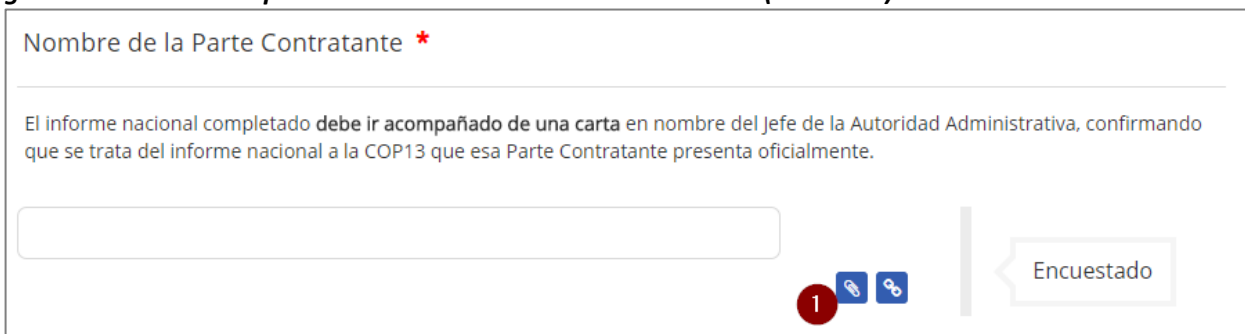 Nombre de la Parte Contratante *
El informe nacional completado debe ir acompañado de una carta en nombre del Jefe de la Autoridad Administrativa, confirmando
que se trata del informe nacional a la COP13 que esa Parte Contratante presenta oficialmente.
Encuestado
1